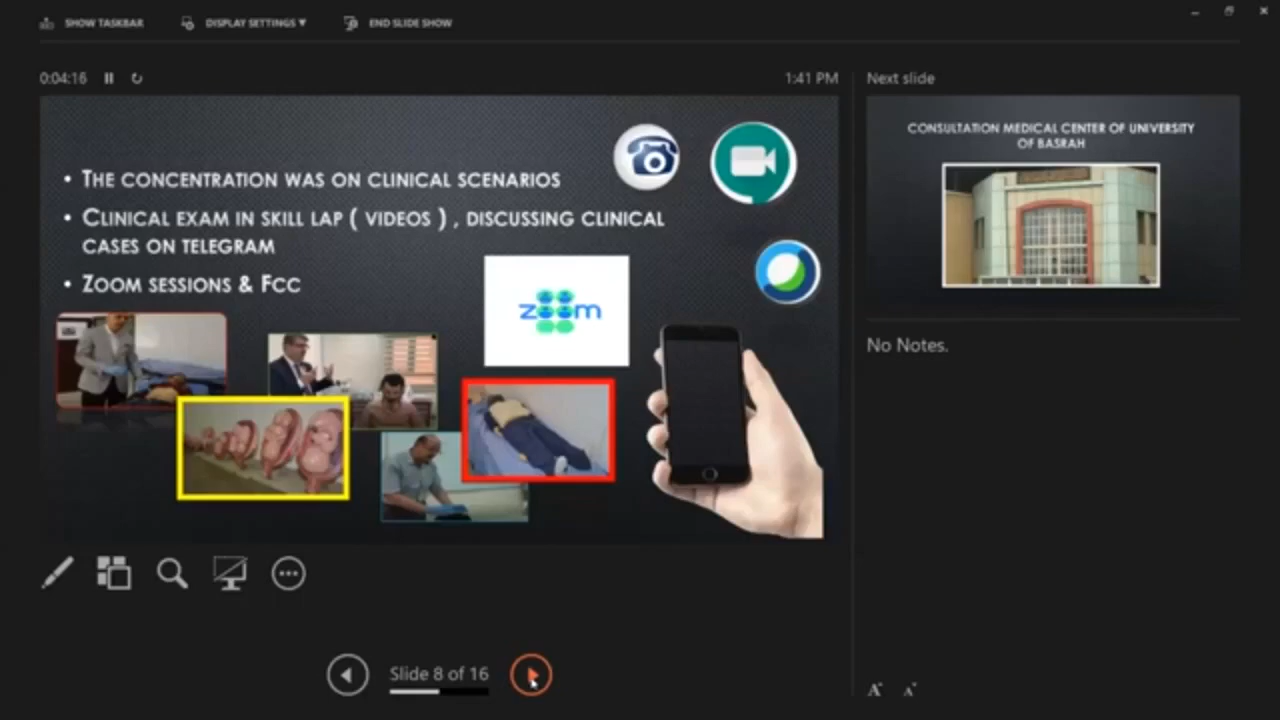 SHOW TASKBAR
DISPLAY SETTINGS ▼
END SLIDE SHOW
0:04:16
1:41 PM
Next slide
• THE CONCENTRATION WAS ON CLINICAL SCENARIOS
• CLINICAL EXAM IN SKILL LAP ( VIDEOS ) , DISCUSSING CLINICAL
CASES ON TELEGRAM
• ZOOM SESSIONS & FCC
zoom
CONSULTATION MEDICAL CENTER OF UNIVERSITY
OF BASRAH
No Notes.
Slide 8 of 16
A A